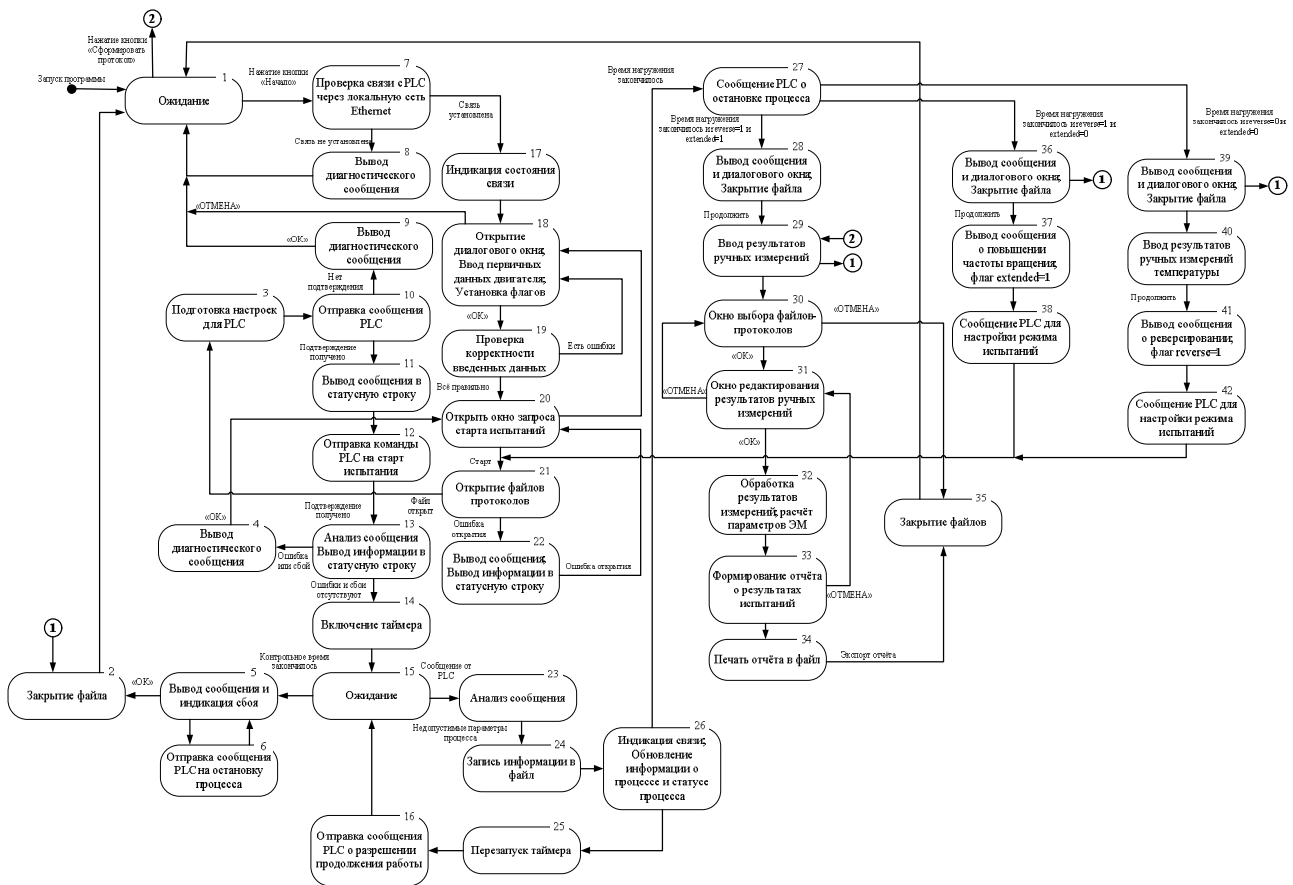 2
Нажатие кнопки
«Сформировать
протокол»
Запуск программы
1
Ожидание
Нажатие кнопки
«Начало»
7
Проверка связи с PLC
через локальную сеть
Ethernet
Связь
установлена
Связь не установлена
8
Вывод
диагностического
сообщения
17
Индикация состояния
связи
«ОТМЕНА»
9
Вывод
диагностического
сообщения
«ОК»
Нет
подтверждения
18
Открытие
диалогового окна;
Ввод первичных
данных двигателя;
Установка флагов
«ОК»
3
Подготовка настроек
для PLC
10
Отправка сообщения
PLC
Подтверждение
получено
19
Проверка
корректности
введенных данных
Есть ошибки
Всё правильно
11
Вывод сообщения в
статусную строку
20
Открыть окно запроса
старта испытаний
12
Отправка команды
PLC на старт
испытания
Старт
21
Открытие файлов
протоколов
Файл
открыт
Подтверждение
получено
«ОК»
4
Вывод
диагностического
сообщения
Ошибка
или сбой
13
Анализ сообщения
Вывод информации в
статусную строку
Ошибка
открытия
22
Вывод сообщения;
Вывод информации в
статусную строку
Ошибка открытия
Ошибки и сбои
отсутствуют
14
Включение таймера
1
2
Закрытие файла
«ОК»
5
Вывод сообщения и
индикация сбоя
Контрольное время
закончилось
15
Ожидание
Сообщение от
PLC
23
Анализ сообщения
6
Отправка сообщения
PLC на остановку
процесса
Недопустимые параметры
процесса
24
Запись информации в
файл
26
Индикация связи;
Обновление
информации о
процессе и статусе
процесса
16
Отправка сообщения
PLC о разрешении
продолжения работы
25
Перезапуск таймера
Время нагружения
закончилось
27
Сообщение PLC о
остановке процесса
Время нагружения
закончилось и reverse=1 и
extended=1
28
Вывод сообщения
и диалогового окна;
Закрытие файла
Продолжить
29
Ввод результатов
ручных измерений
2
1
30
Окно выбора файлов-
протоколов
«ОТМЕНА»
«ОК»
31
Окно редактирования
результатов ручных
измерений
«ОТМЕНА»
«ОК»
32
Обработка
результатов
измерений, расчёт
параметров ЭМ
33
Формирование отчёта
о результатах
испытаний
«ОТМЕНА»
34
Печать отчёта в файл
Экспорт отчёта
35
Закрытие файлов
Время нагружения
закончилось и reverse=1 и
extended=0
36
Вывод сообщения
и диалогового окна;
Закрытие файла
1
Продолжить
37
Вывод сообщения
о повышении
частоты вращения;
флаг extended=1
38
Сообщение PLC для
настройки режима
испытаний
Время нагружения
закончилось и reverse=0 и
extended=0
39
Вывод сообщения
и диалогового окна;
Закрытие файла
1
40
Ввод результатов
ручных измерений
температуры
Продолжить
41
Вывод сообщения
о реверсировании;
флаг reverse=1
42
Сообщение PLC для
настройки режима
испытаний